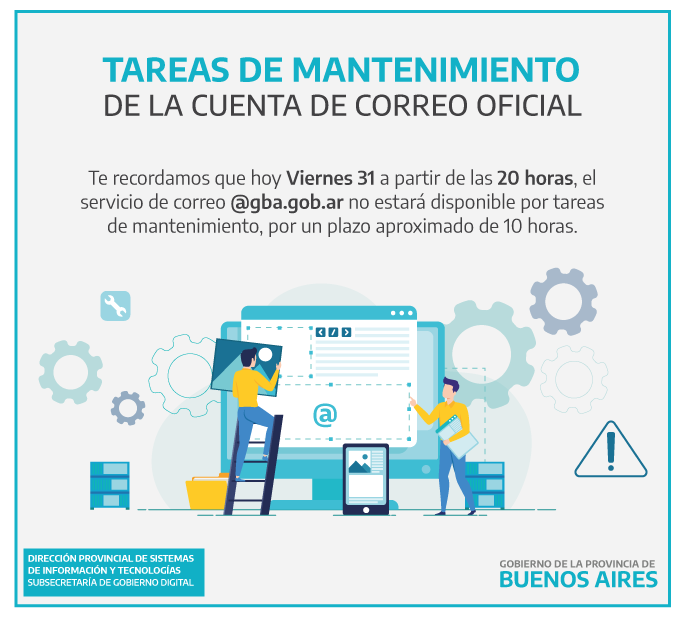 TAREAS DE MANTENIMIENTO
DE LA CUENTA DE CORREO OFICIAL
Te recordamos que hoy Viernes 31 a partir de las 20 horas, el
servicio de correo @gba.gob.ar no estará disponible por tareas
de mantenimiento, por un plazo aproximado de 10 horas.
</>
@
DIRECCIÓN PROVINCIAL DE SISTEMAS
DE INFORMACIÓN Y TECNOLOGÍAS
SUBSECRETARÍA DE GOBIERNO DIGITAL
GOBIERNO DE LA PROVINCIA DE
BUENOS AIRES